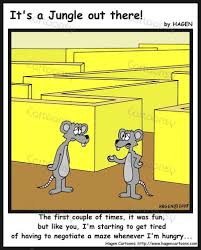 It's a Jungle out there!
by HAGEN
The first couple of times, it was fun,
but like you, I'm starting to get tired
of having to negotiate a maze whenever I'm hungry...
Hagen Cartoons: http://www.hagencartoons.com